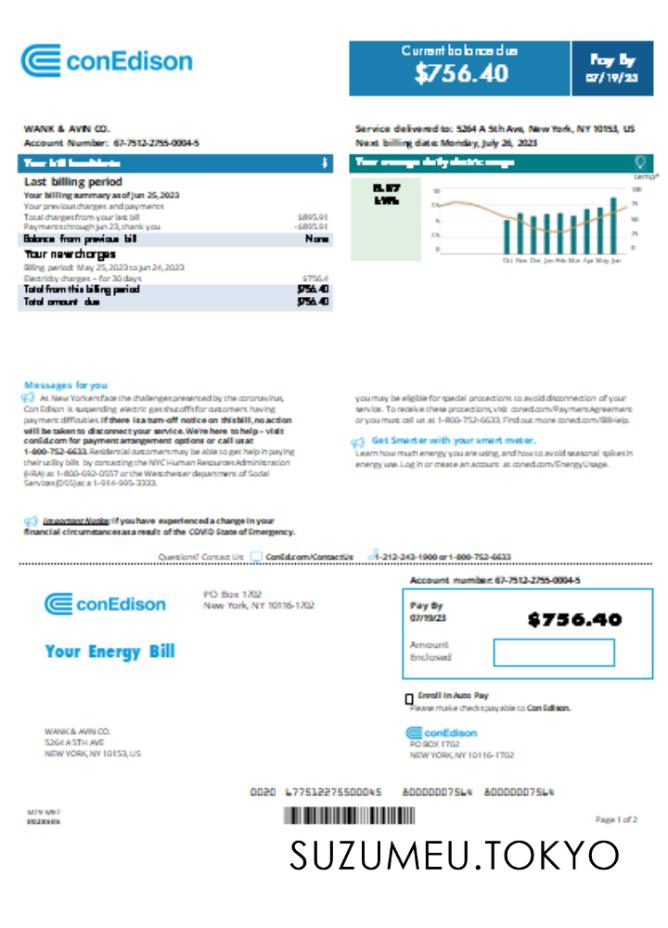 conEdison
Current balance due
$756.40
Pay By
07/19/23
WANK & AVIN CO.
Account Number: 67-7512-2755-0004-5
Service delivered to: 5264 A 5th Ave, New York, NY 10153, US
Next billing date: Monday, July 26, 2023
Your bill breakdown
Last billing period
Your billing summary as of Jun 25, 2023
Your previous charges and payments
Total charges from your last bill $895.91
Payments through Jun 23, thank you -$895.91
Balance from previous bill None
Your new charges
Billing period: May 25, 2023 to Jun 24, 2023
Electricity charges - for 30 days $756.4
Total from this billing period $756.40
Total amount due $756.40
Your average daily electric usage
kWh
temp°
Oct Nov Dec Jan Feb Mar Apr May Jun
Messages for you
As New Yorkers face the challenges presented by the coronavirus,
Con Edison is suspending electric gas shutoffs for customers having
payment difficulties. If there is a turn-off notice on this bill, no action
will be taken to disconnect your service. We're here to help – visit
conEd.com for payment arrangement options or call us at
1-800-752-6633. Residential customers may be able to get help in paying
their utility bills. by contacting the NYC Human Resources Administration
(HRA) at 1-800-692-0557 or the Westchester department of Social
Services(DSS)at a 1-914-995-3333.
you may be eligible for special protections to avoid disconnection of your
service. To receive these protections, visit coned.com/PaymentAgreement
or you must call us at 1-800-752-6633. Find out more coned.com/BillHelp.
Get Smarter with your smart meter.
Learn how much energy you are using, and how to avoid seasonal spikes in
energy use. Log in or create an account at coned.com/EnergyUsage.
Important Notice: If you have experienced a change in your
financial circumstances as a result of the COVID State of Emergency.
Questions? Contact Us ConEd.com/ContactUs 1-212-243-1900 or 1-800-752-6633
conEdison
PO Box 1702
New York, NY 10116-1702
Your Energy Bill
Account number: 67-7512-2755-0004-5
Pay By
07/19/23
$756.40
Amount
Enclosed
Enroll In Auto Pay
Please make checks payable to Con Edison.
WANK & AVIN CO.
5264 A 5TH AVE
NEW YORK, NY 10153, US
conEdison
PO BOX 1702
NEW YORK, NY 10116-1702
0020 677512275500045 80000007564 80000007564
Page 1 of 2
SUZUMEU.TOKYO